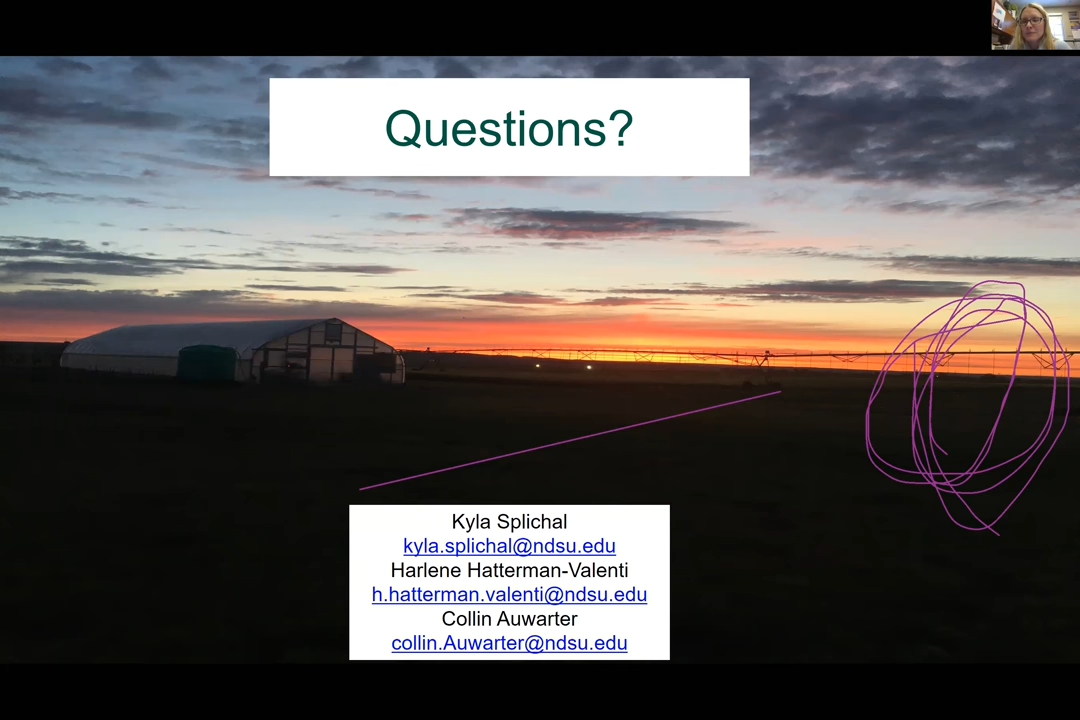 Questions?
Kyla Splichal
kyla.splichal@ndsu.edu
Harlene Hatterman-Valenti
h.hatterman.valenti@ndsu.edu
Collin Auwarter
collin.Auwarter@ndsu.edu